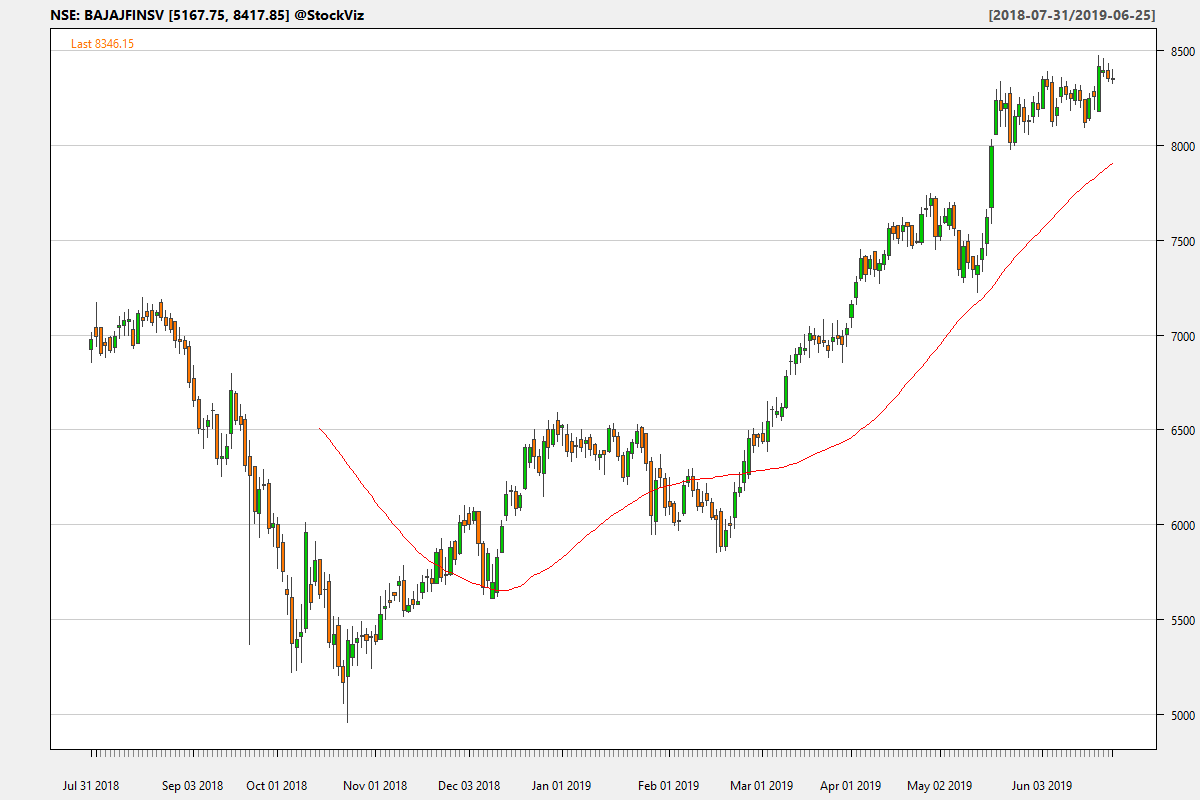 NSE: BAJAJFINSV [5167.75, 8417.85] @StockViz [2018-07-31/2019-06-25]
Last 8346.15
8500
8000
7500
7000
6500
6000
5500
5000
Jul 31 2018 Sep 03 2018 Oct 01 2018 Nov 01 2018 Dec 03 2018 Jan 01 2019 Feb 01 2019 Mar 01 2019 Apr 01 2019 May 02 2019 Jun 03 2019